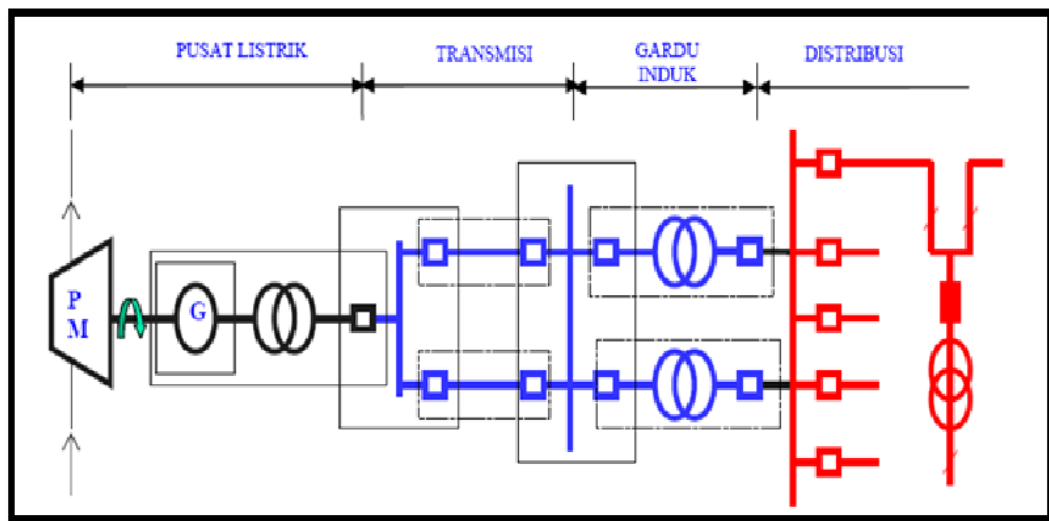 PUSAT LISTRIK
TRANSMISI
GARDU
INDUK
DISTRIBUSI
P
M
G